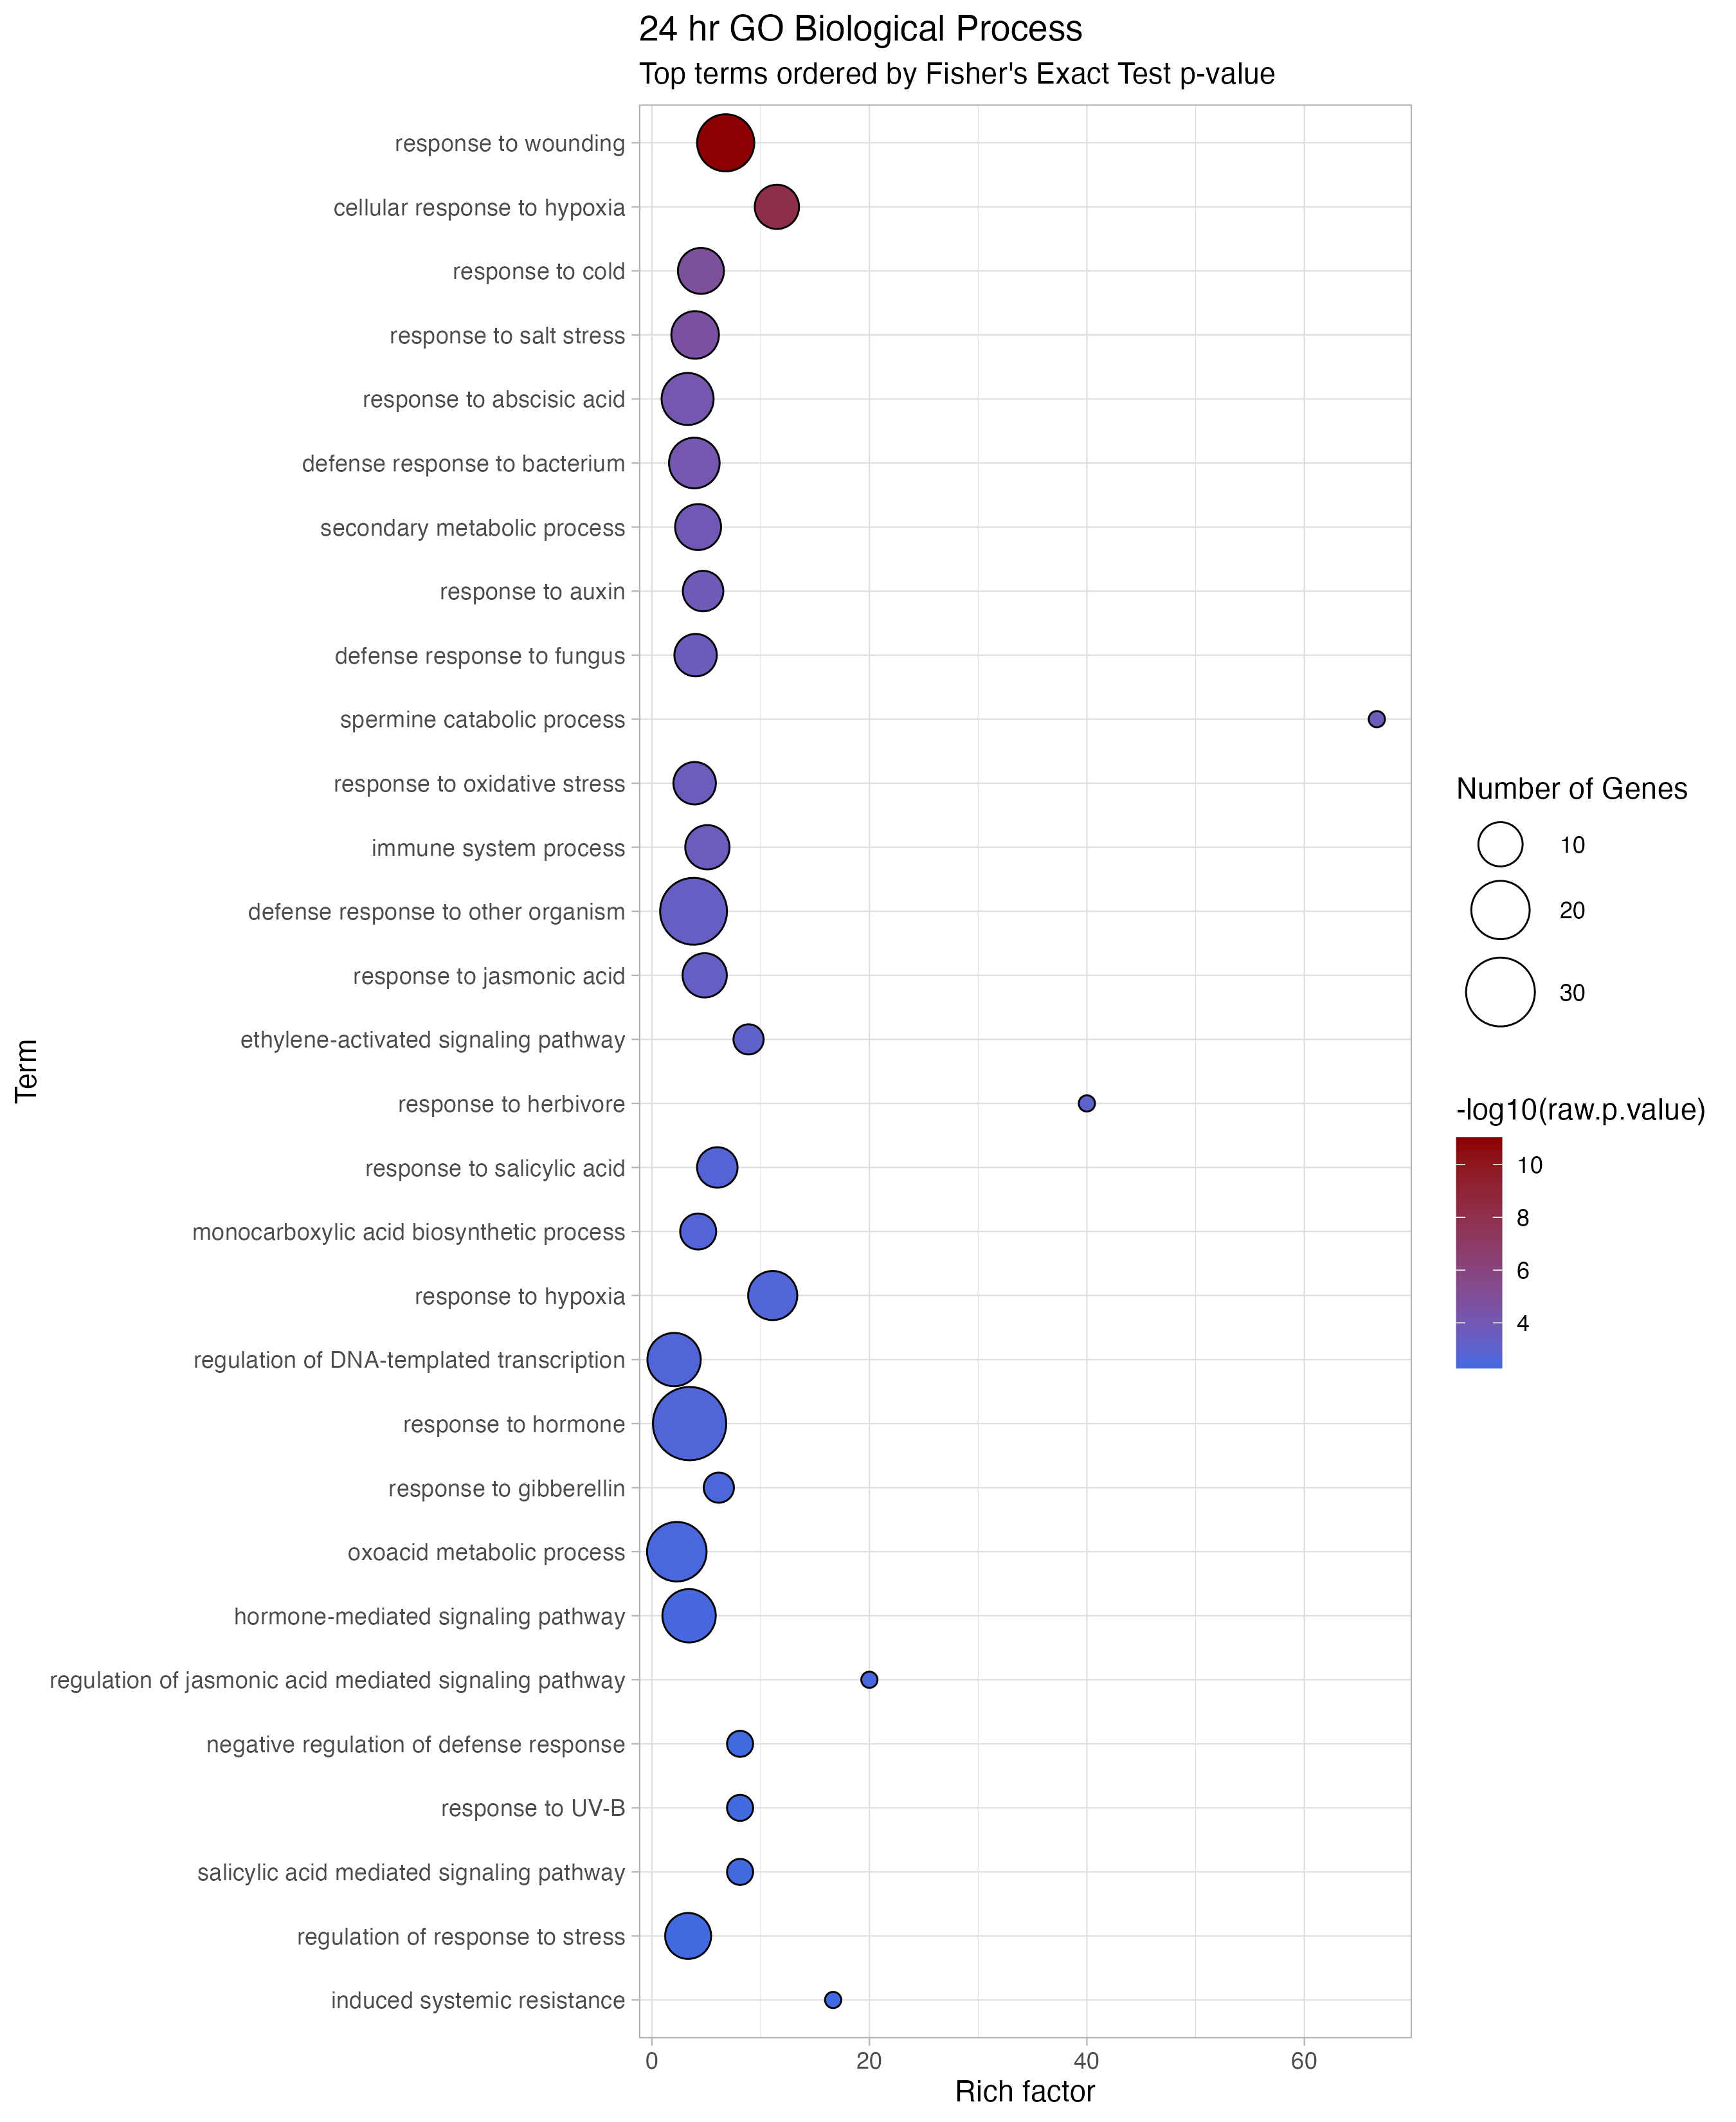 24 hr GO Biological Process
Top terms ordered by Fisher's Exact Test p-value
response to wounding
cellular response to hypoxia
response to cold
response to salt stress
response to abscisic acid
defense response to bacterium
secondary metabolic process
response to auxin
defense response to fungus
spermine catabolic process
response to oxidative stress
immune system process
defense response to other organism
response to jasmonic acid
ethylene-activated signaling pathway
response to herbivore
response to salicylic acid
monocarboxylic acid biosynthetic process
response to hypoxia
regulation of DNA-templated transcription
response to hormone
response to gibberellin
oxoacid metabolic process
hormone-mediated signaling pathway
regulation of jasmonic acid mediated signaling pathway
negative regulation of defense response
response to UV-B
salicylic acid mediated signaling pathway
regulation of response to stress
induced systemic resistance
Term
0 20 40 60
Rich factor
Number of Genes
10
20
30
-log10(raw.p.value)
10
8
6
4